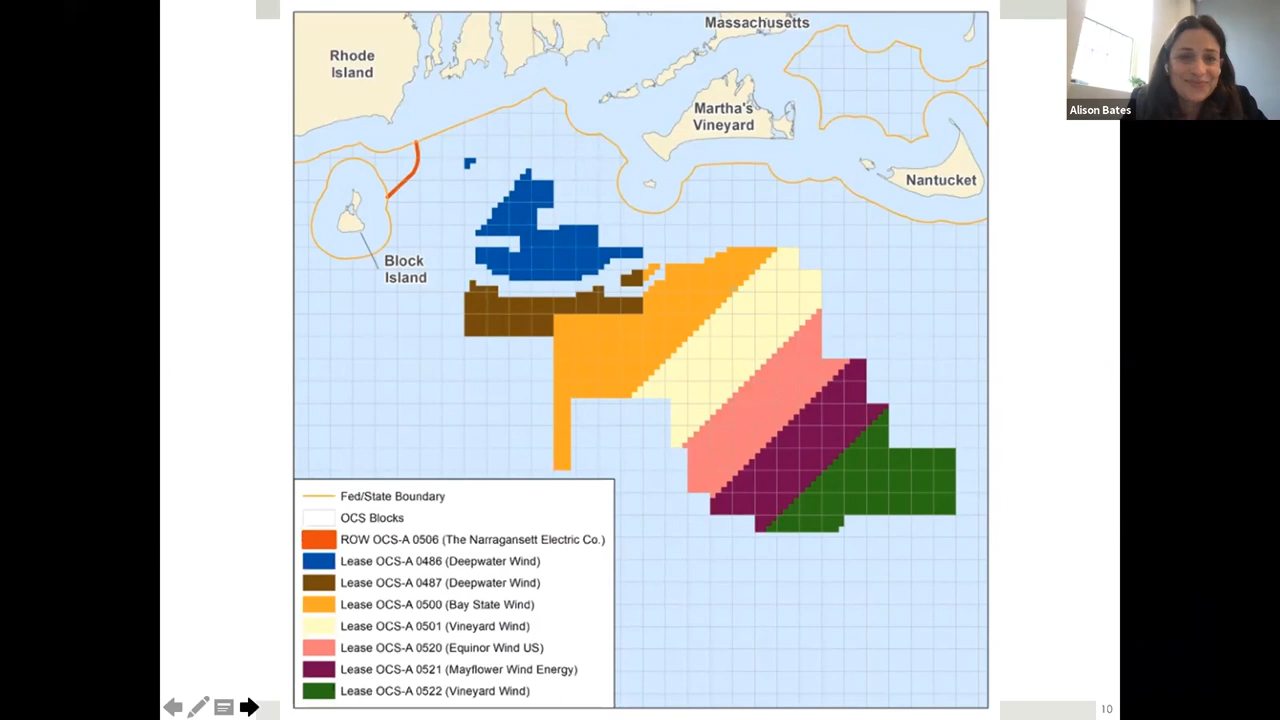 Massachusetts
Rhode
Island
Martha's
Vineyard
Nantucket
Block
Island
Fed/State Boundary
OCS Blocks
ROW OCS-A 0506 (The Narragansett Electric Co.)
Lease OCS-A 0486 (Deepwater Wind)
Lease OCS-A 0487 (Deepwater Wind)
Lease OCS-A 0500 (Bay State Wind)
Lease OCS-A 0501 (Vineyard Wind)
Lease OCS-A 0520 (Equinor Wind US)
Lease OCS-A 0521 (Mayflower Wind Energy)
Lease OCS-A 0522 (Vineyard Wind)
Alison Bates
10